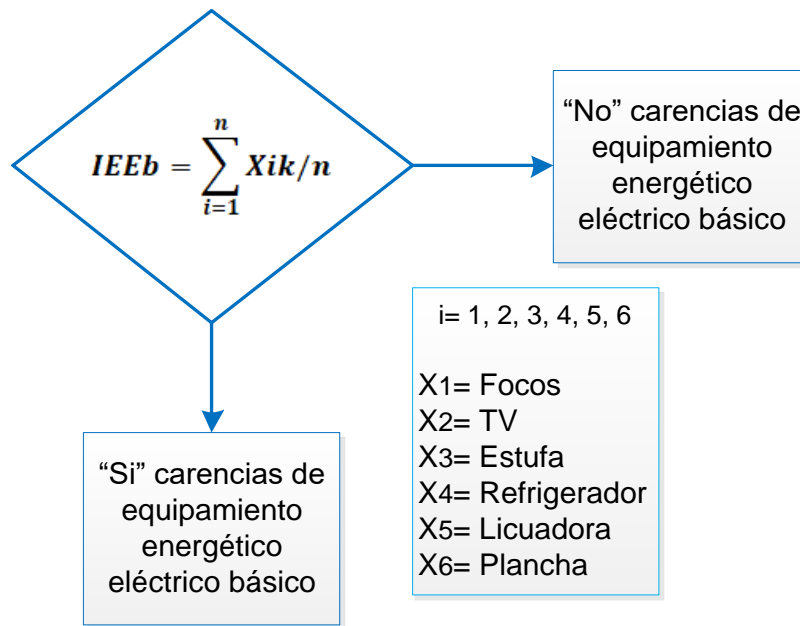 IEEb = ∑ⁿᵢ₌₁ Xik/n
“No” carencias de
equipamiento
energético
eléctrico básico
i= 1, 2, 3, 4, 5, 6
X1= Focos
X2= TV
X3= Estufa
X4= Refrigerador
X5= Licuadora
X6= Plancha
“Si” carencias de
equipamiento
energético
eléctrico básico